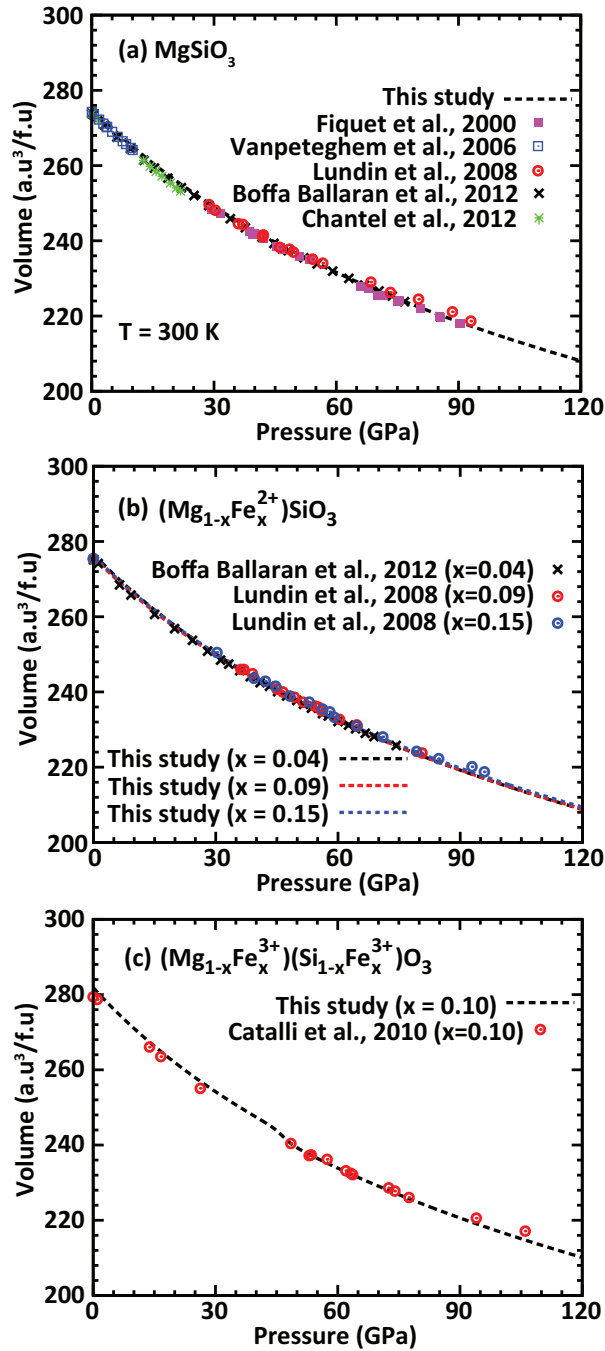 300
(a) MgSiO₃
280
This study
Fiquet et al., 2000
Vanpeteghem et al., 2006
260
Lundin et al., 2008
Boffa Ballaran et al., 2012
Chantel et al., 2012
240
220
T = 300 K
200
0 30 60 90 120
Volume (a.u³/f.u)
Pressure (GPa)
300
(b) (Mg₁₋ₓFeₓ²⁺)SiO₃
280
Boffa Ballaran et al., 2012 (x=0.04)
Lundin et al., 2008 (x=0.09)
260
Lundin et al., 2008 (x=0.15)
240
This study (x = 0.04)
220
This study (x = 0.09)
This study (x = 0.15)
200
0 30 60 90 120
Volume (a.u³/f.u)
Pressure (GPa)
300
(c) (Mg₁₋ₓFeₓ³⁺)(Si₁₋ₓFeₓ³⁺)O₃
280
This study (x = 0.10)
Catalli et al., 2010 (x=0.10)
260
240
220
200
0 30 60 90 120
Volume (a.u³/f.u)
Pressure (GPa)